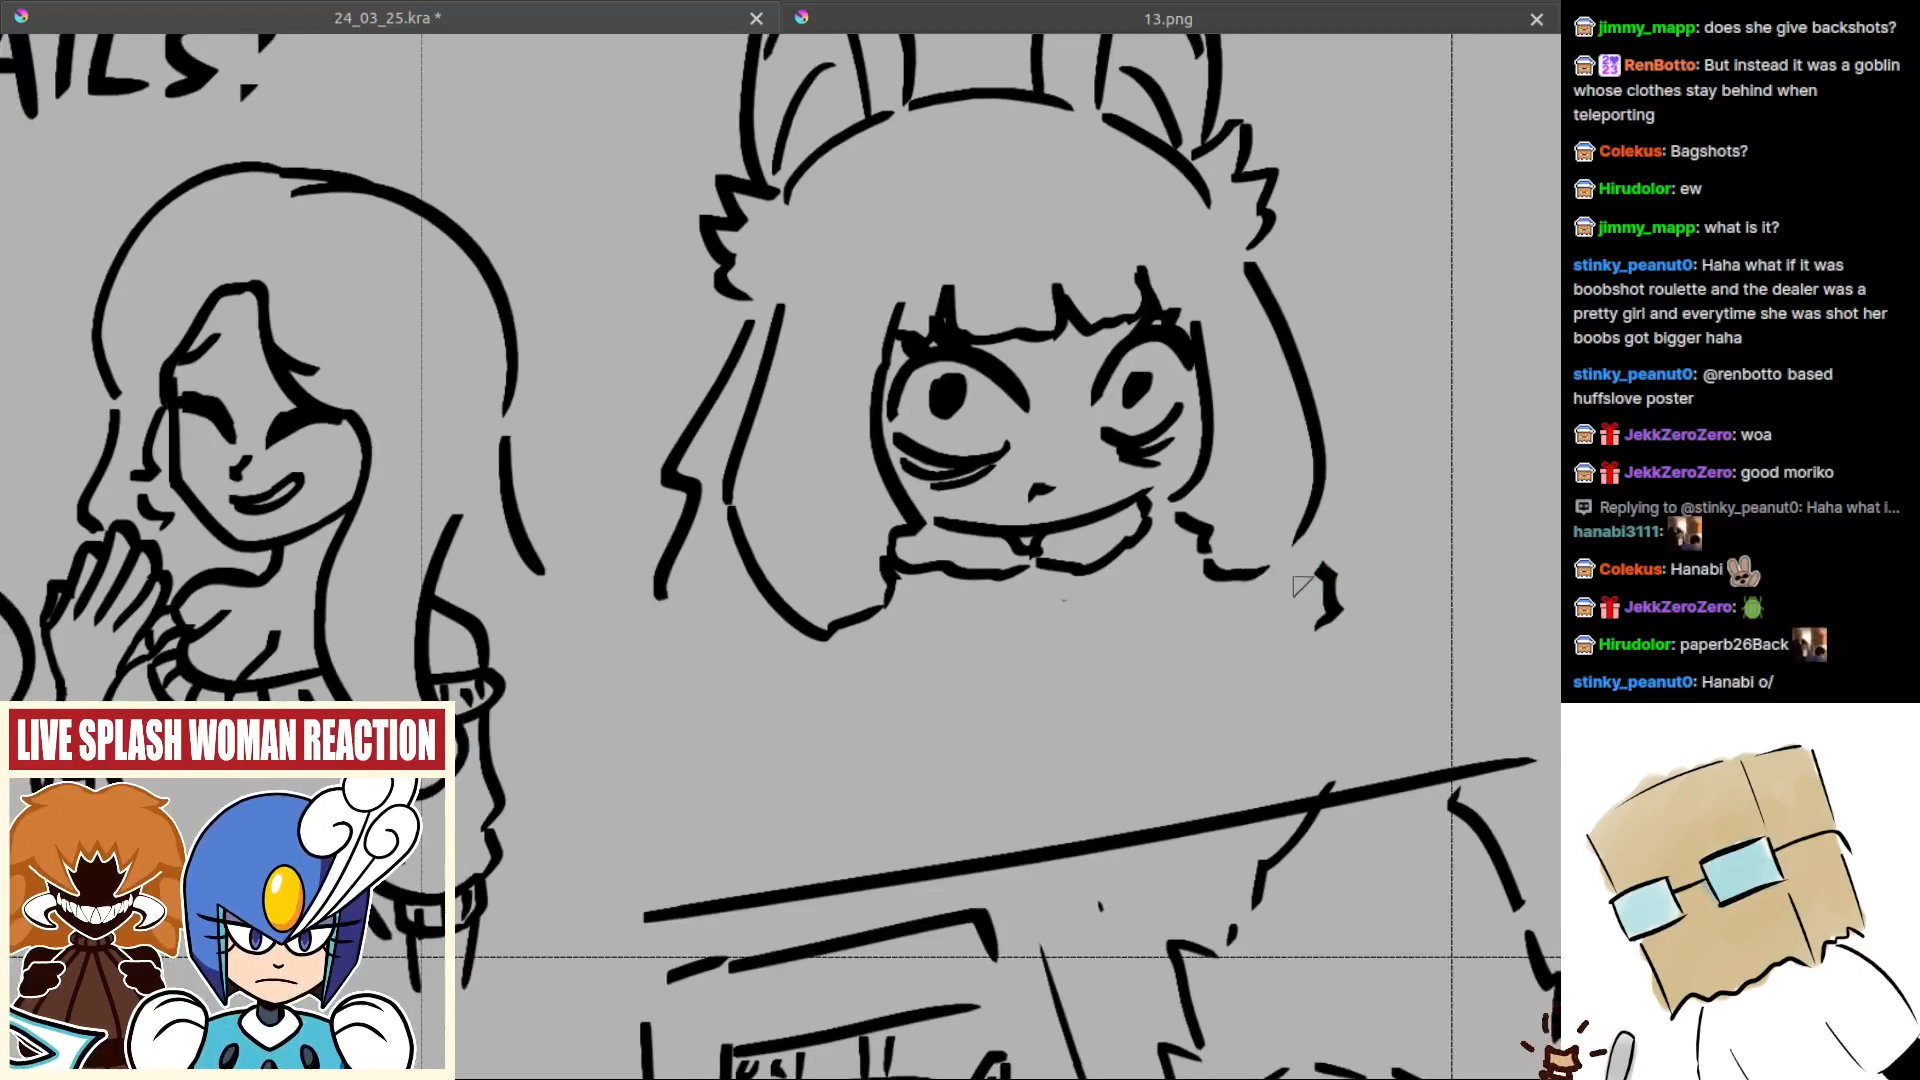 24_03_25.kra *
13.png
AILS?
LIVE SPLASH WOMAN REACTION
jimmy_mapp: does she give backshots?
RenBotto: But instead it was a goblin
whose clothes stay behind when
teleporting
Colekus: Bagshots?
Hirudolor: ew
jimmy_mapp: what is it?
stinky_peanut0: Haha what if it was
boobshot roulette and the dealer was a
pretty girl and everytime she was shot her
boobs got bigger haha
stinky_peanut0: @renbotto based
huffslove poster
JekkZeroZero: woa
JekkZeroZero: good moriko
Replying to @stinky_peanut0: Haha what i...
hanabi3111:
Colekus: Hanabi
JekkZeroZero:
Hirudolor: paperb26Back
stinky_peanut0: Hanabi o/